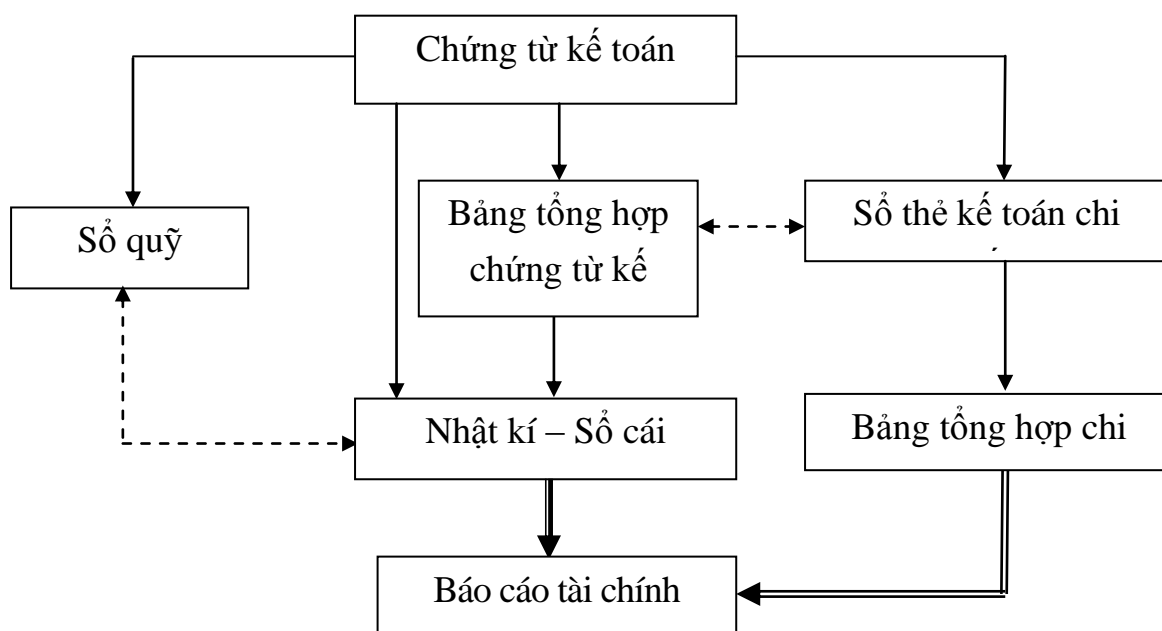 Chứng từ kế toán
Sổ quỹ
Bảng tổng hợp
chứng từ kế
Sổ thẻ kế toán chi
Nhật kí – Sổ cái
Bảng tổng hợp chi
Báo cáo tài chính